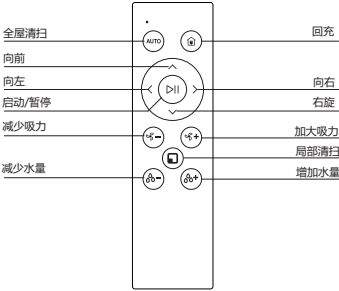 全屋清扫
回充
AUTO
向前
向左
向右
启动/暂停
右旋
减少吸力
加大吸力
局部清扫
减少水量
增加水量